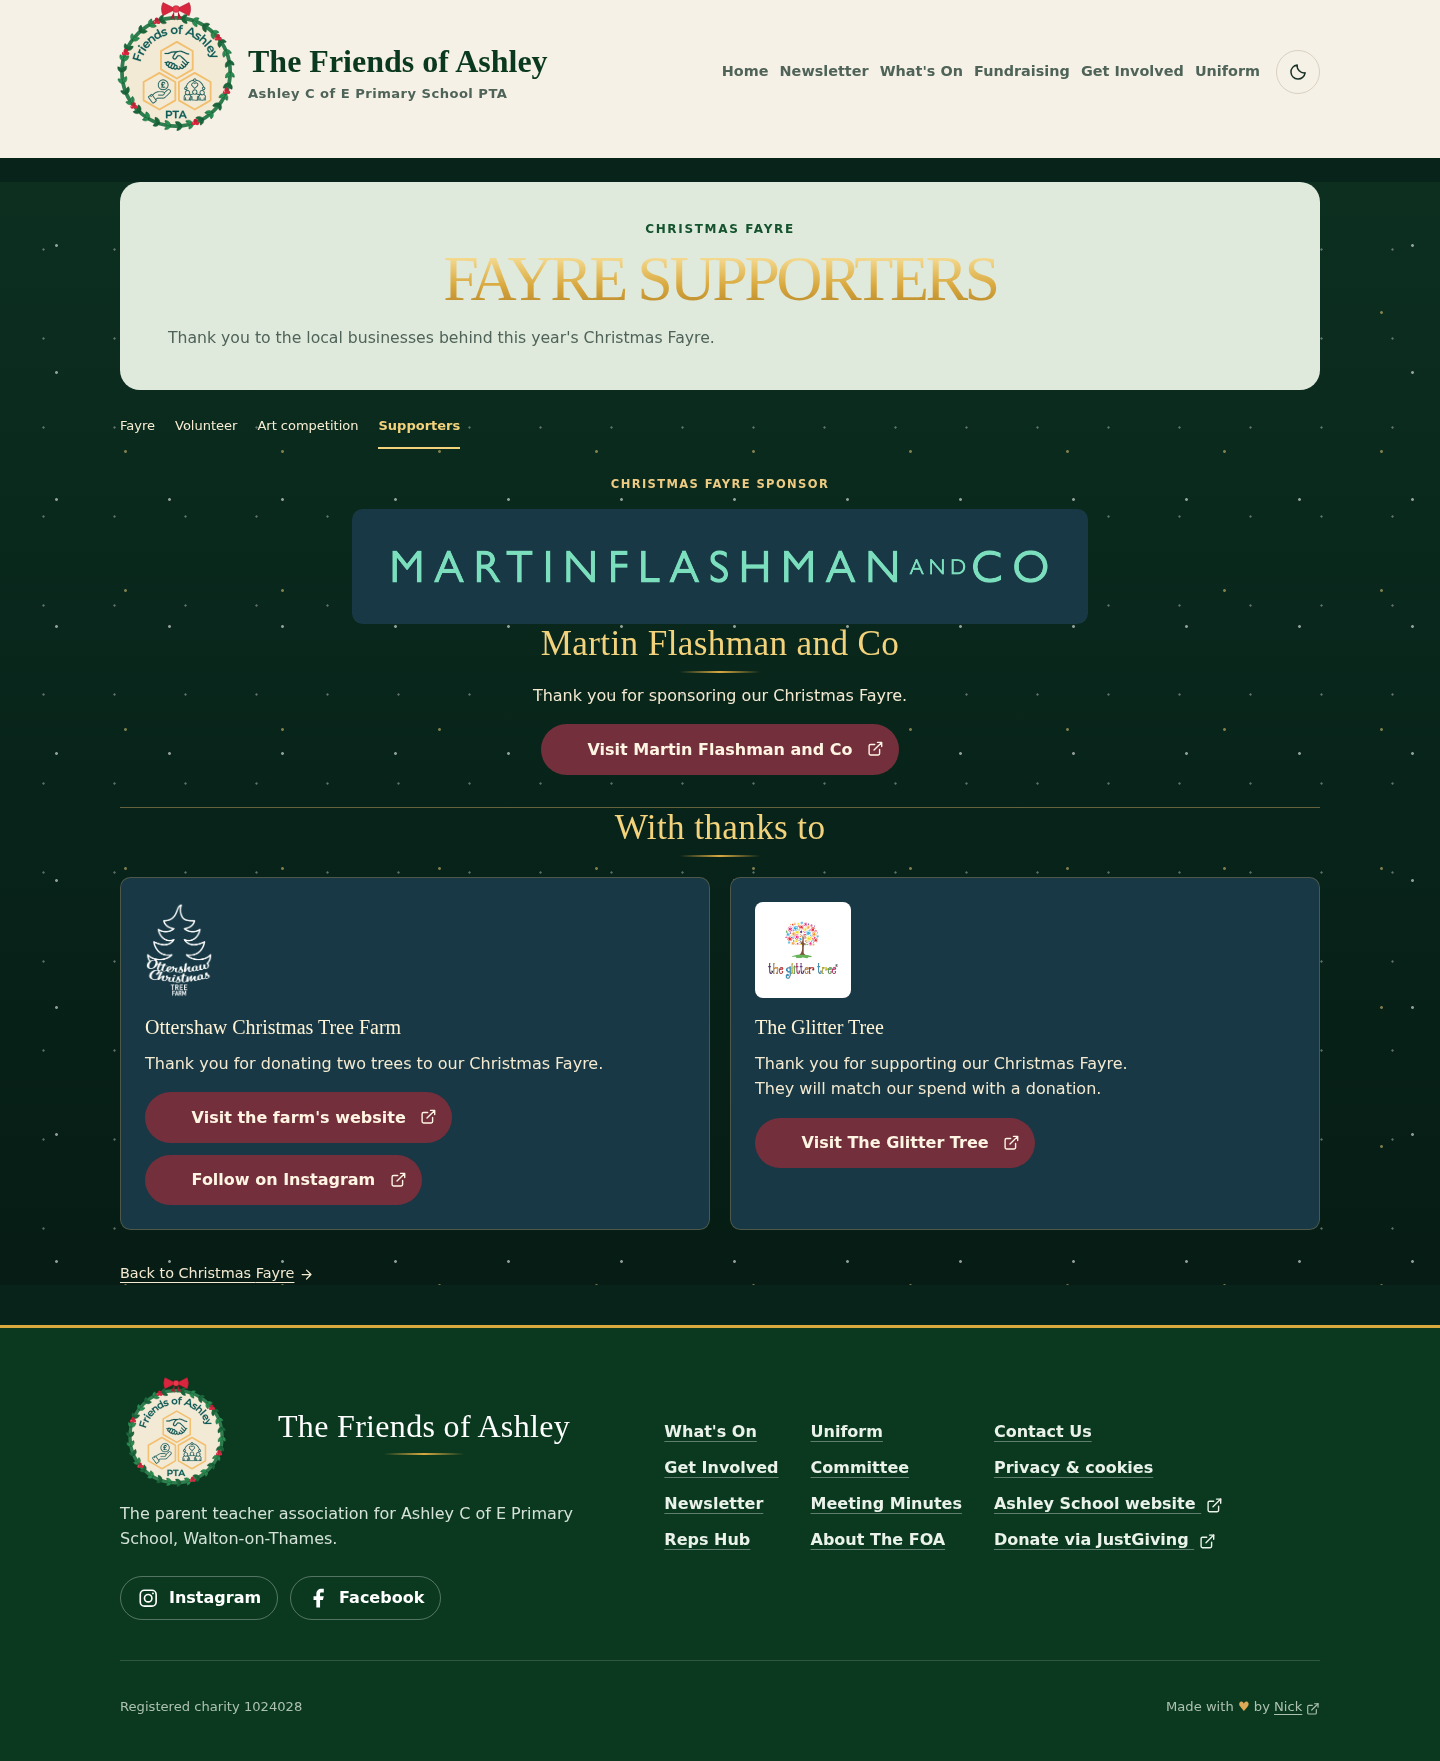 Friends of Ashley
PTA
The Friends of Ashley
Ashley C of E Primary School PTA
Home Newsletter What's On Fundraising Get Involved Uniform
CHRISTMAS FAYRE
FAYRE SUPPORTERS
Thank you to the local businesses behind this year's Christmas Fayre.
Fayre Volunteer Art competition Supporters
CHRISTMAS FAYRE SPONSOR
MARTINFLASHMANANDCO
Martin Flashman and Co
Thank you for sponsoring our Christmas Fayre.
Visit Martin Flashman and Co
With thanks to
Ottershaw
Christmas
TREE
FARM
Ottershaw Christmas Tree Farm
Thank you for donating two trees to our Christmas Fayre.
Visit the farm's website
Follow on Instagram
the glitter tree
The Glitter Tree
Thank you for supporting our Christmas Fayre.
They will match our spend with a donation.
Visit The Glitter Tree
Back to Christmas Fayre
Friends of Ashley
PTA
The Friends of Ashley
The parent teacher association for Ashley C of E Primary
School, Walton-on-Thames.
Instagram Facebook
What's On
Get Involved
Newsletter
Reps Hub
Uniform
Committee
Meeting Minutes
About The FOA
Contact Us
Privacy & cookies
Ashley School website
Donate via JustGiving
Registered charity 1024028
Made with ♥ by Nick